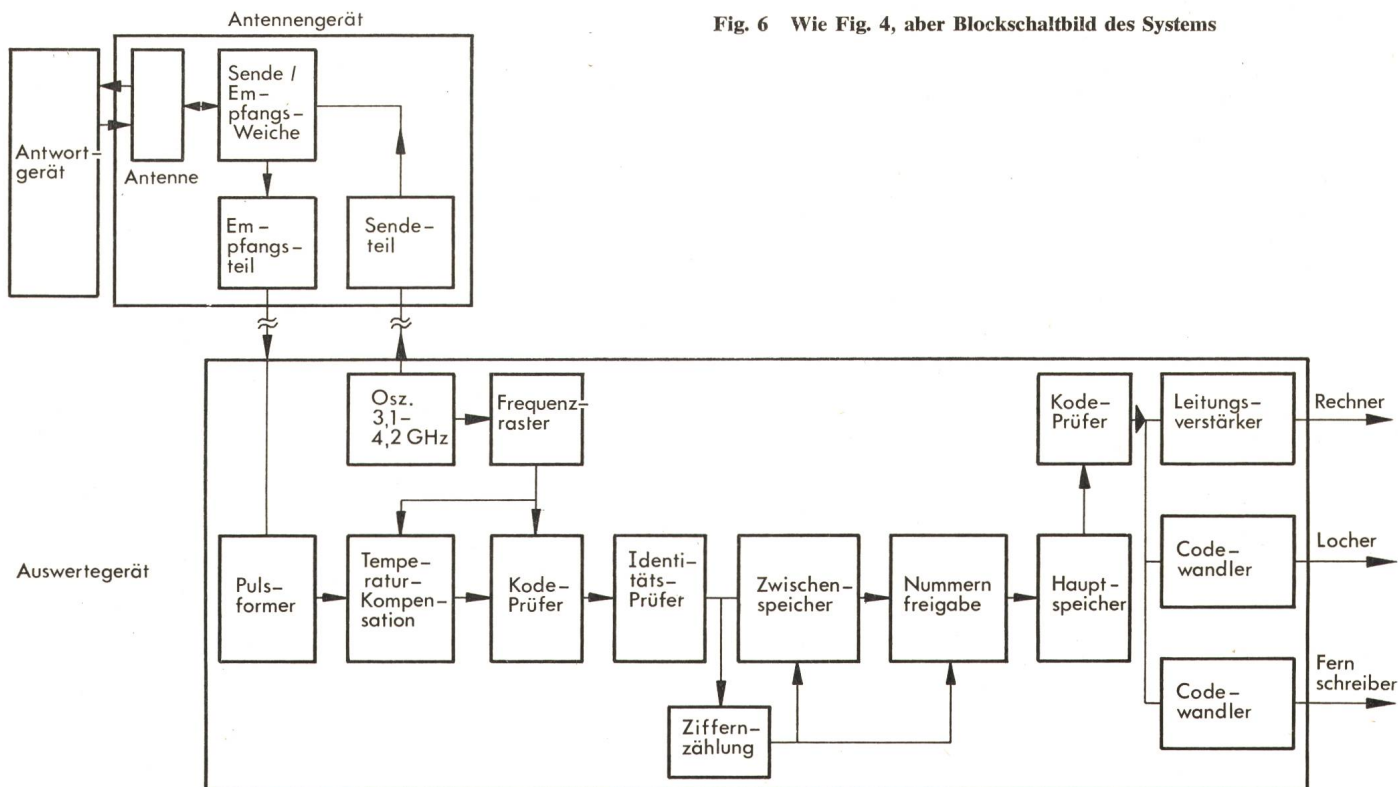 Fig. 6 Wie Fig. 4, aber Blockschaltbild des Systems
Antennengerät
Antwort-
gerät
Antenne
Sende /
Em-
pfangs-
Weiche
Em-
pfangs-
teil
Sende-
teil
Auswertegerät
Osz.
3,1–
4,2 GHz
Frequenz-
raster
Puls-
former
Tempe-
ratur-
Kompen-
sation
Kode-
Prüfer
Identi-
täts-
Prüfer
Zwischen-
speicher
Nummern
freigabe
Haupt-
speicher
Ziffern-
zählung
Kode-
Prüfer
Leitungs-
verstärker
Rechner
Code-
wandler
Locher
Code-
wandler
Fern
schreiber